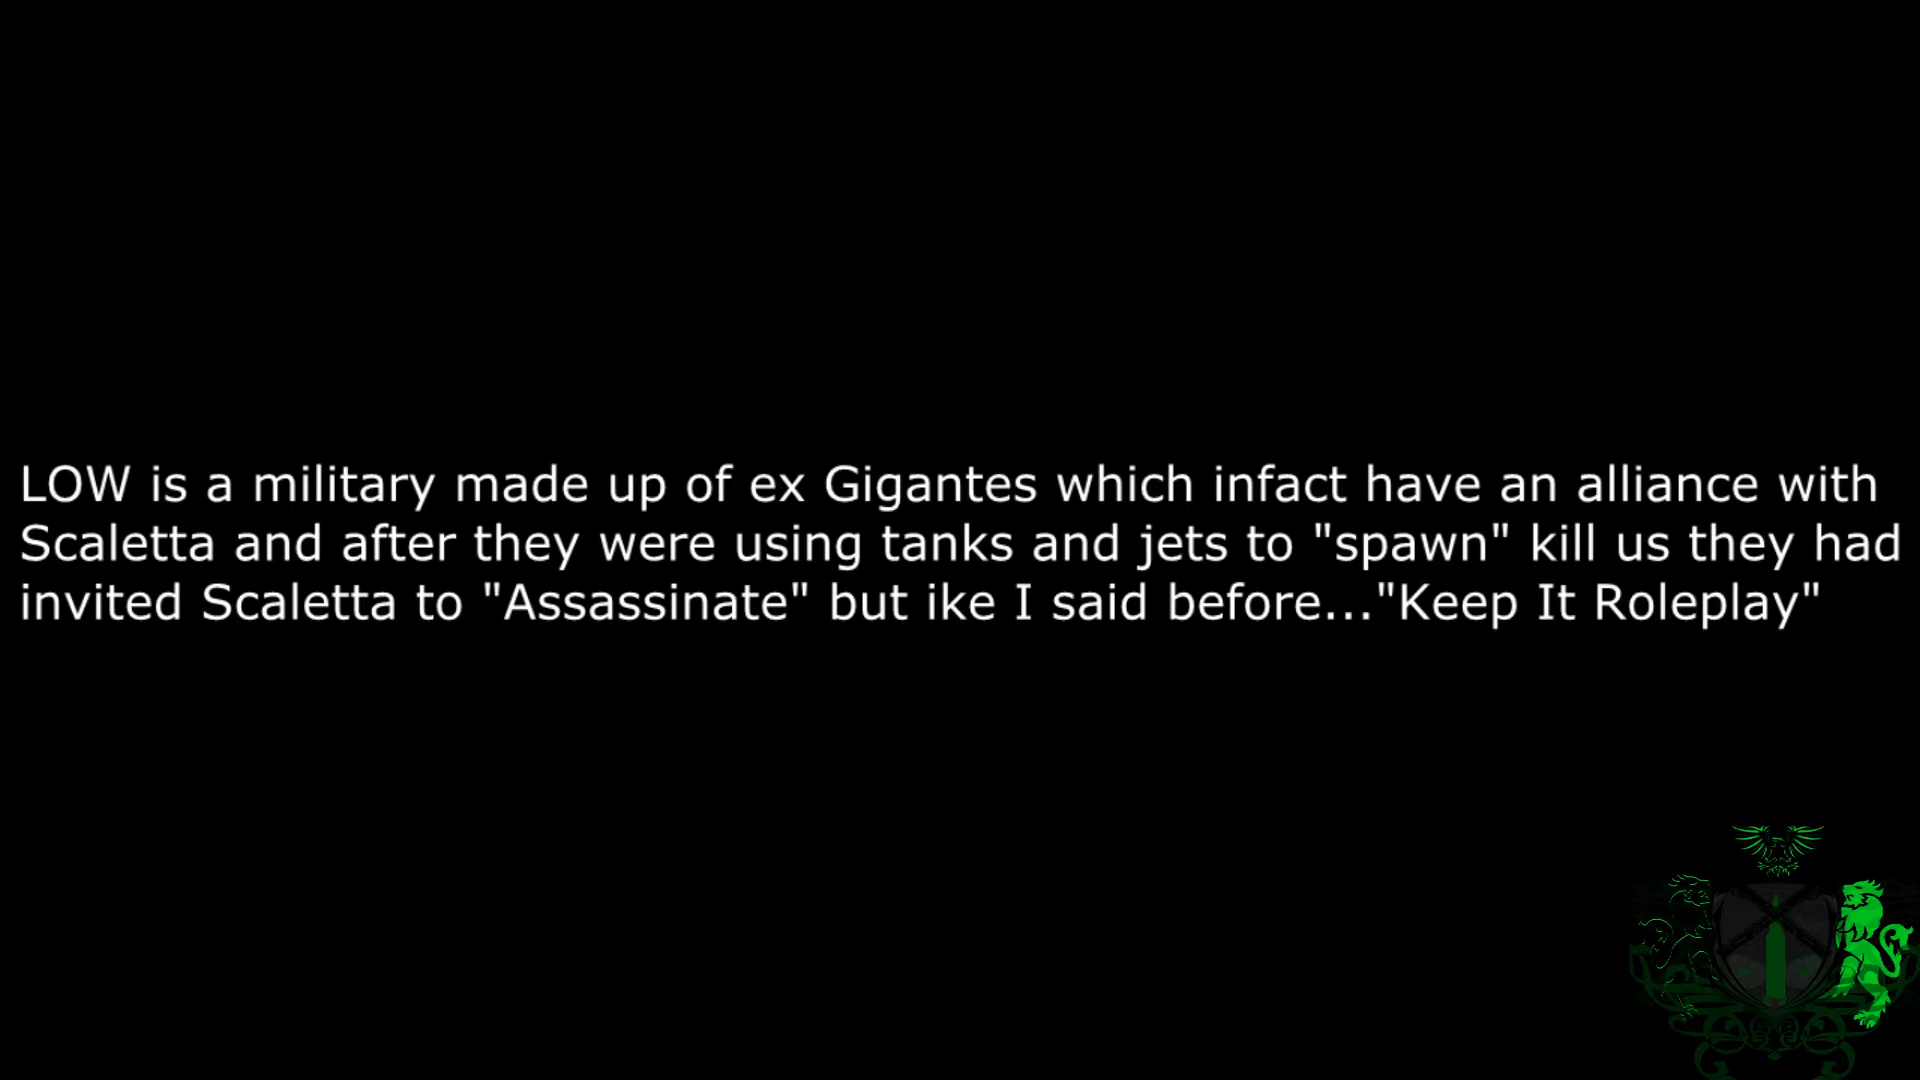 LOW is a military made up of ex Gigantes which infact have an alliance with
Scaletta and after they were using tanks and jets to "spawn" kill us they had
invited Scaletta to "Assassinate" but ike I said before..."Keep It Roleplay"